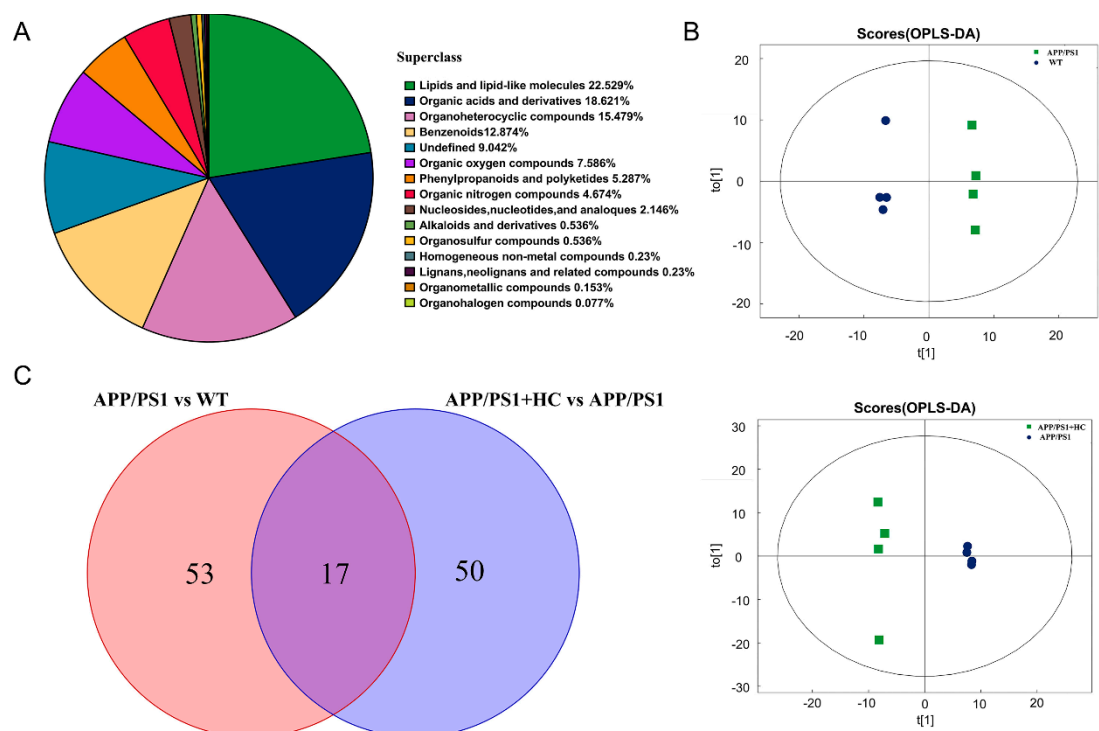 A
Superclass
Lipids and lipid-like molecules 22.529%
Organic acids and derivatives 18.621%
Organoheterocyclic compounds 15.479%
Benzenoids12.874%
Undefined 9.042%
Organic oxygen compounds 7.586%
Phenylpropanoids and polyketides 5.287%
Organic nitrogen compounds 4.674%
Nucleosides,nucleotides,and analoques 2.146%
Alkaloids and derivatives 0.536%
Organosulfur compounds 0.536%
Homogeneous non-metal compounds 0.23%
Lignans,neolignans and related compounds 0.23%
Organometallic compounds 0.153%
Organohalogen compounds 0.077%
B
Scores(OPLS-DA)
APP/PS1
WT
20
10
0
-10
-20
to[1]
-20
-10
0
10
20
t[1]
C
APP/PS1 vs WT
APP/PS1+HC vs APP/PS1
53
17
50
Scores(OPLS-DA)
APP/PS1+HC
APP/PS1
30
20
10
0
-10
-20
-30
to[1]
-20
-10
0
10
20
t[1]